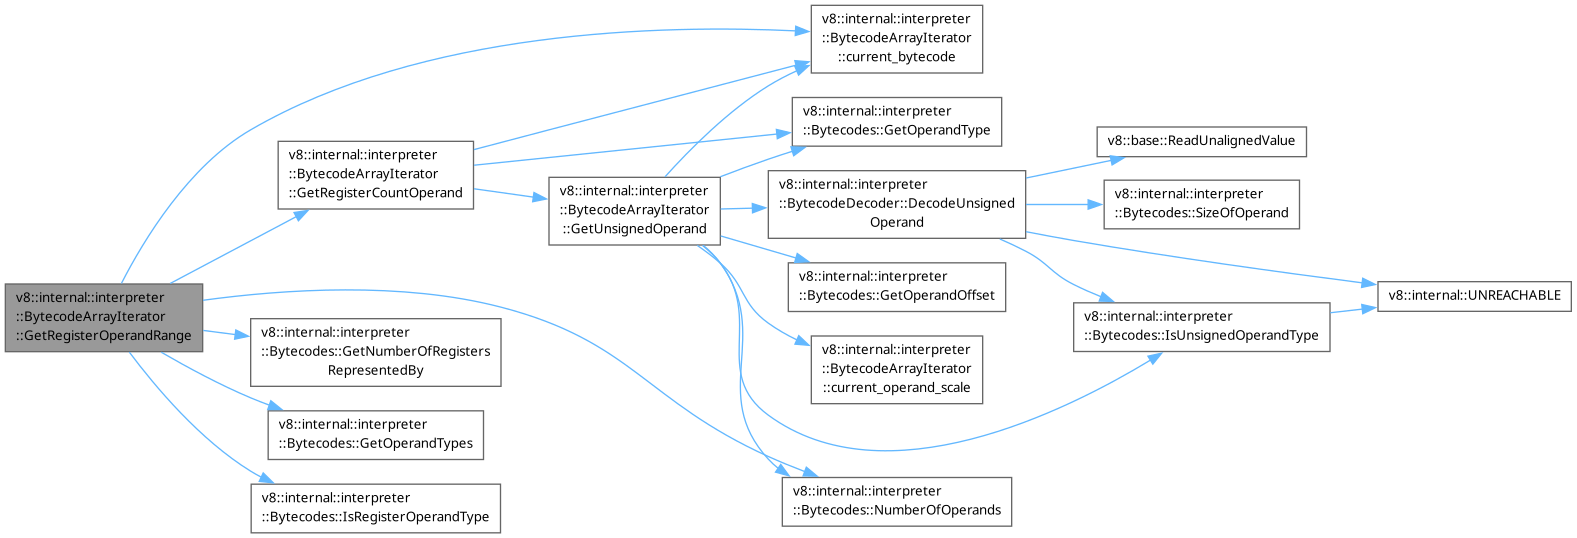 v8::internal::interpreter
::BytecodeArrayIterator
::GetRegisterOperandRange
v8::internal::interpreter
::BytecodeArrayIterator
::current_bytecode
v8::internal::interpreter
::BytecodeArrayIterator
::GetRegisterCountOperand
v8::internal::interpreter
::Bytecodes::GetOperandType
v8::internal::interpreter
::BytecodeArrayIterator
::GetUnsignedOperand
v8::internal::interpreter
::BytecodeDecoder::DecodeUnsigned
Operand
v8::base::ReadUnalignedValue
v8::internal::interpreter
::Bytecodes::SizeOfOperand
v8::internal::interpreter
::Bytecodes::GetOperandOffset
v8::internal::UNREACHABLE
v8::internal::interpreter
::Bytecodes::IsUnsignedOperandType
v8::internal::interpreter
::Bytecodes::GetNumberOfRegisters
RepresentedBy
v8::internal::interpreter
::BytecodeArrayIterator
::current_operand_scale
v8::internal::interpreter
::Bytecodes::GetOperandTypes
v8::internal::interpreter
::Bytecodes::IsRegisterOperandType
v8::internal::interpreter
::Bytecodes::NumberOfOperands